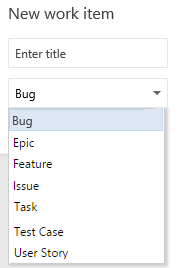 New work item
Enter title
Bug
Bug
Epic
Feature
Issue
Task
Test Case
User Story